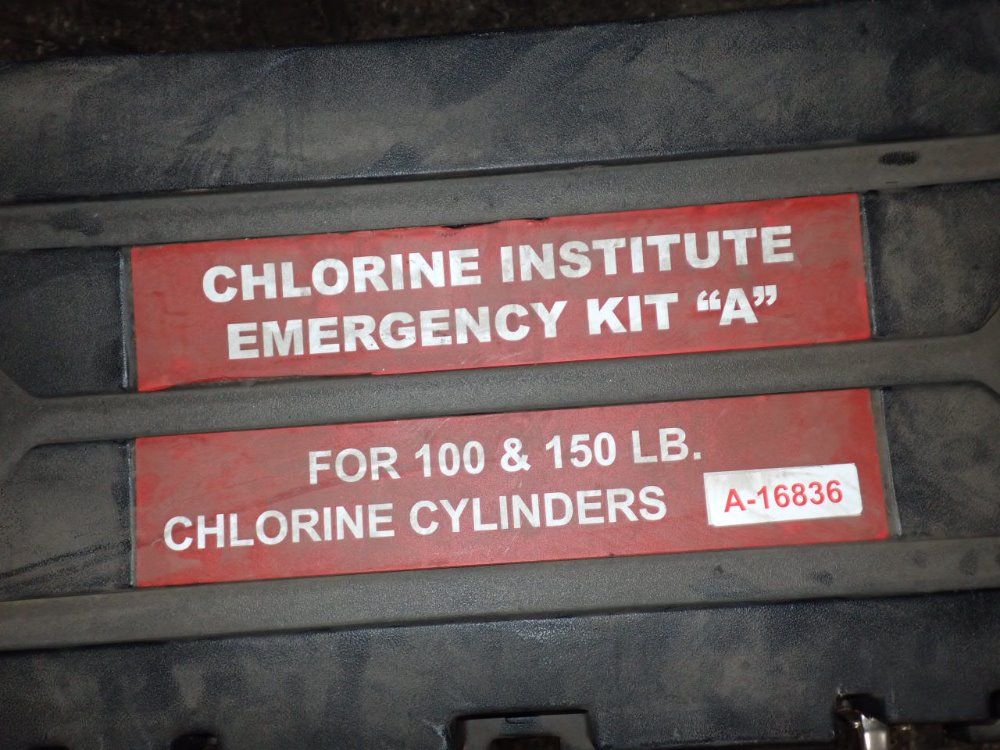 CHLORINE INSTITUTE
EMERGENCY KIT “A”
FOR 100 & 150 LB.
CHLORINE CYLINDERS
A-16836